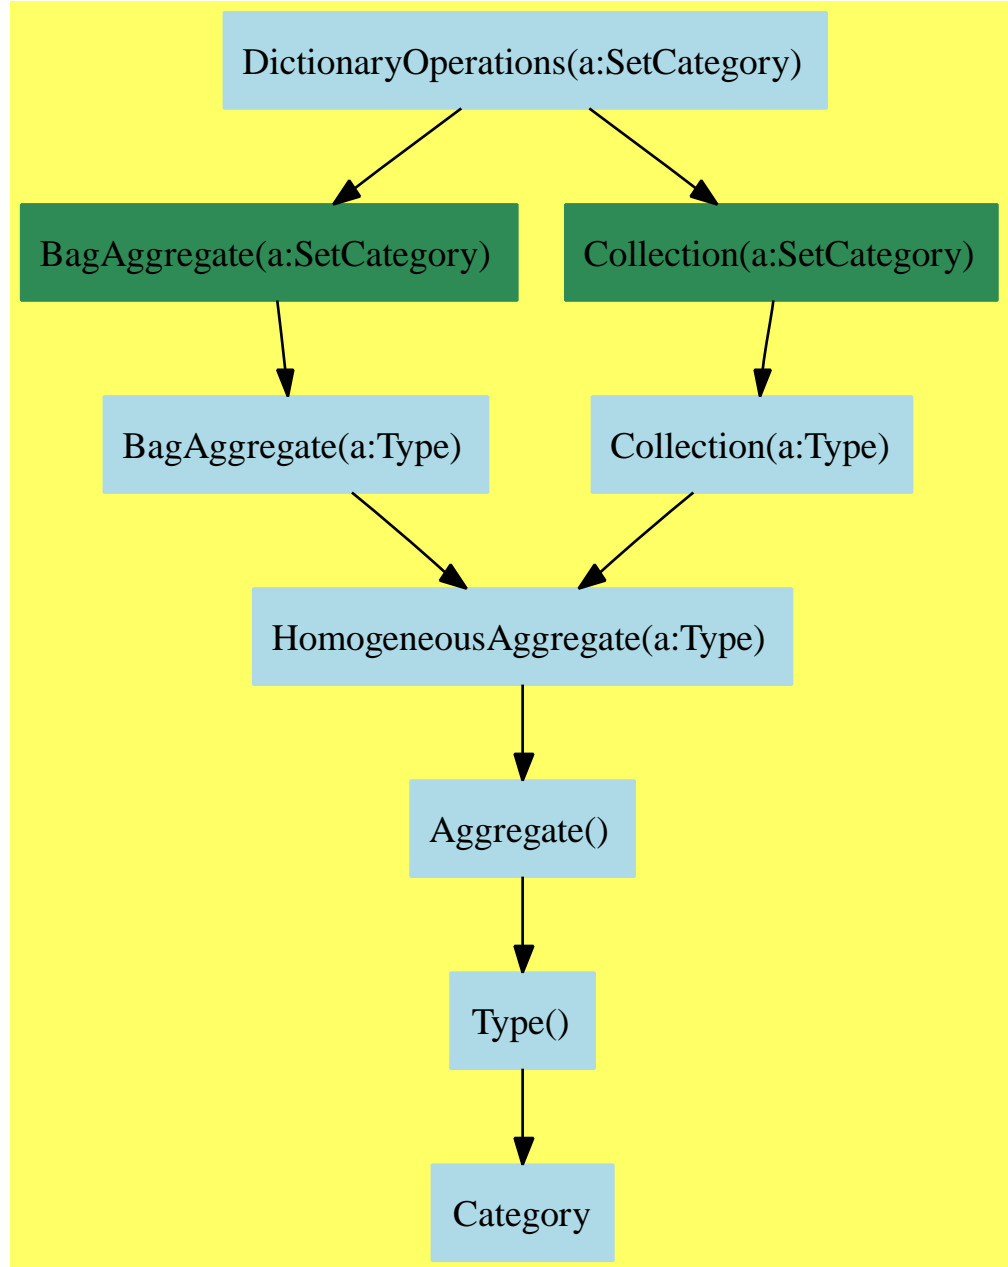 DictionaryOperations(a:SetCategory)
BagAggregate(a:SetCategory)
Collection(a:SetCategory)
BagAggregate(a:Type)
Collection(a:Type)
HomogeneousAggregate(a:Type)
Aggregate()
Type()
Category